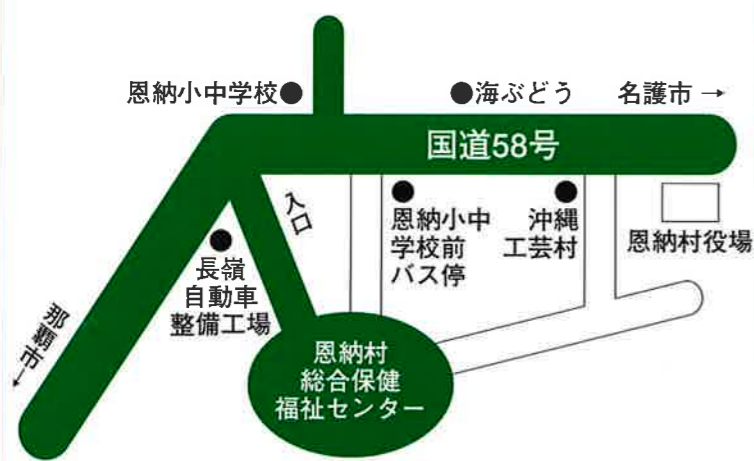 恩納小中学校●
●海ぶどう
名護市→
国道58号
入口
恩納小中
学校前
バス停
沖縄
工芸村
恩納村役場
長嶺
自動車
整備工場
那覇市→
恩納村
総合保健
福祉センター